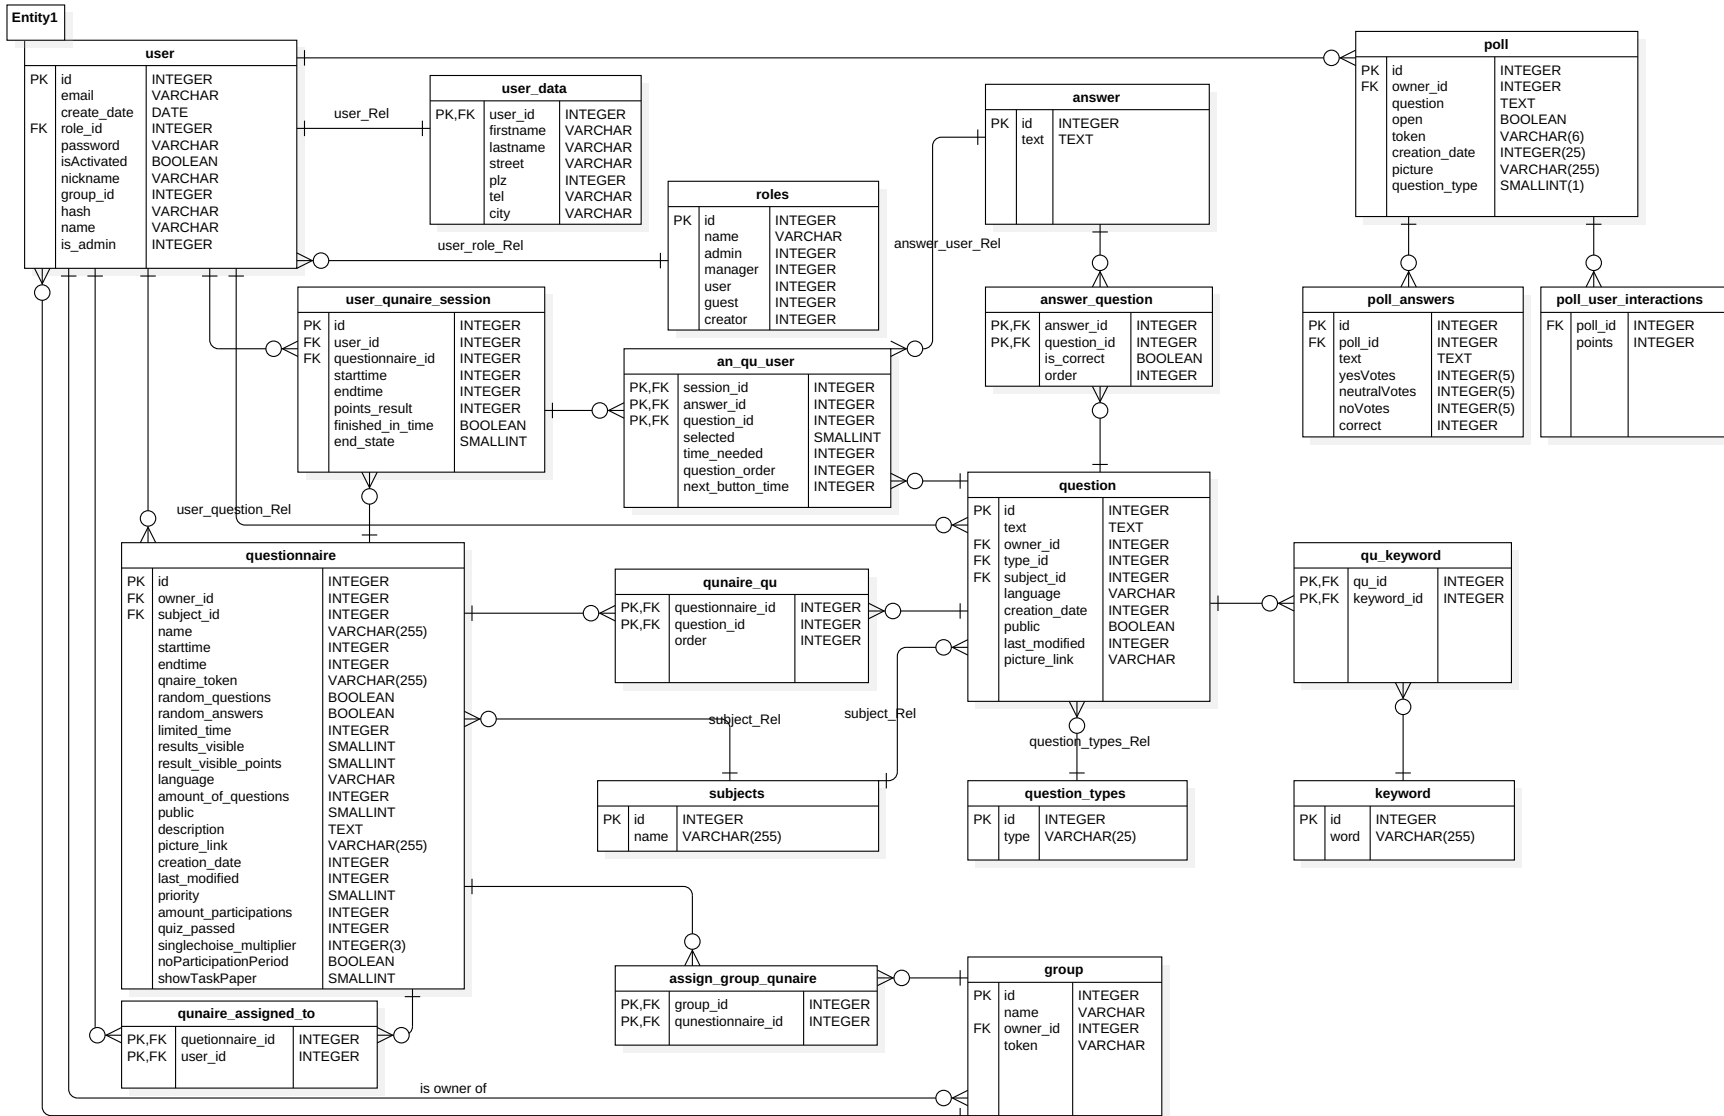 Entity1
user
PK id INTEGER
email VARCHAR
create_date DATE
FK role_id INTEGER
password VARCHAR
isActivated BOOLEAN
nickname VARCHAR
group_id INTEGER
hash VARCHAR
name VARCHAR
is_admin INTEGER
user_Rel
user_data
PK,FK user_id INTEGER
firstname VARCHAR
lastname VARCHAR
street VARCHAR
plz INTEGER
tel VARCHAR
city VARCHAR
user_role_Rel
roles
PK id INTEGER
name VARCHAR
admin INTEGER
manager INTEGER
user INTEGER
guest INTEGER
creator INTEGER
answer
PK id INTEGER
text TEXT
answer_user_Rel
poll
PK id INTEGER
FK owner_id INTEGER
question TEXT
open BOOLEAN
token VARCHAR(6)
creation_date INTEGER(25)
picture VARCHAR(255)
question_type SMALLINT(1)
user_qunaire_session
PK id INTEGER
FK user_id INTEGER
FK questionnaire_id INTEGER
starttime INTEGER
endtime INTEGER
points_result INTEGER
finished_in_time BOOLEAN
end_state SMALLINT
an_qu_user
PK,FK session_id INTEGER
PK,FK answer_id INTEGER
PK,FK question_id INTEGER
selected SMALLINT
time_needed INTEGER
question_order INTEGER
next_button_time INTEGER
answer_question
PK,FK answer_id INTEGER
PK,FK question_id INTEGER
is_correct BOOLEAN
order INTEGER
poll_answers
PK id INTEGER
FK poll_id INTEGER
text TEXT
yesVotes INTEGER(5)
neutralVotes INTEGER(5)
noVotes INTEGER(5)
correct INTEGER
poll_user_interactions
FK poll_id INTEGER
points INTEGER
user_question_Rel
questionnaire
PK id INTEGER
FK owner_id INTEGER
FK subject_id INTEGER
name VARCHAR(255)
starttime INTEGER
endtime INTEGER
qnaire_token VARCHAR(255)
random_questions BOOLEAN
random_answers BOOLEAN
limited_time INTEGER
results_visible SMALLINT
result_visible_points SMALLINT
language VARCHAR
amount_of_questions INTEGER
public SMALLINT
description TEXT
picture_link VARCHAR(255)
creation_date INTEGER
last_modified INTEGER
priority SMALLINT
amount_participations INTEGER
quiz_passed INTEGER
singlechoise_multiplier INTEGER(3)
noParticipationPeriod BOOLEAN
showTaskPaper SMALLINT
qunaire_qu
PK,FK questionnaire_id INTEGER
PK,FK question_id INTEGER
order INTEGER
question
PK id INTEGER
text TEXT
FK owner_id INTEGER
FK type_id INTEGER
FK subject_id INTEGER
language VARCHAR
creation_date INTEGER
public BOOLEAN
last_modified INTEGER
picture_link VARCHAR
qu_keyword
PK,FK qu_id INTEGER
PK,FK keyword_id INTEGER
subject_Rel
subject_Rel
question_types_Rel
subjects
PK id INTEGER
name VARCHAR(255)
question_types
PK id INTEGER
type VARCHAR(25)
keyword
PK id INTEGER
word VARCHAR(255)
assign_group_qunaire
PK,FK group_id INTEGER
PK,FK qunestionnaire_id INTEGER
group
PK id INTEGER
name VARCHAR
FK owner_id INTEGER
token VARCHAR
qunaire_assigned_to
PK,FK quetionnaire_id INTEGER
PK,FK user_id INTEGER
is owner of